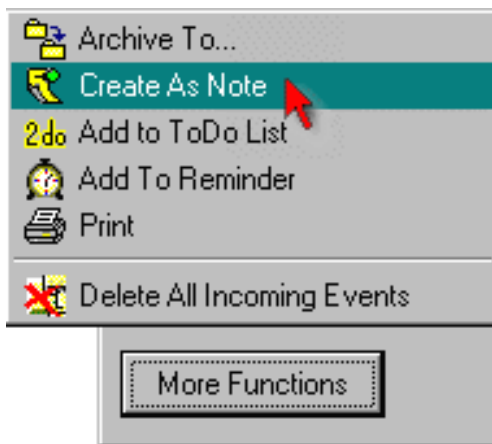 Archive To...
Create As Note
2do Add to ToDo List
Add To Reminder
Print
Delete All Incoming Events
More Functions